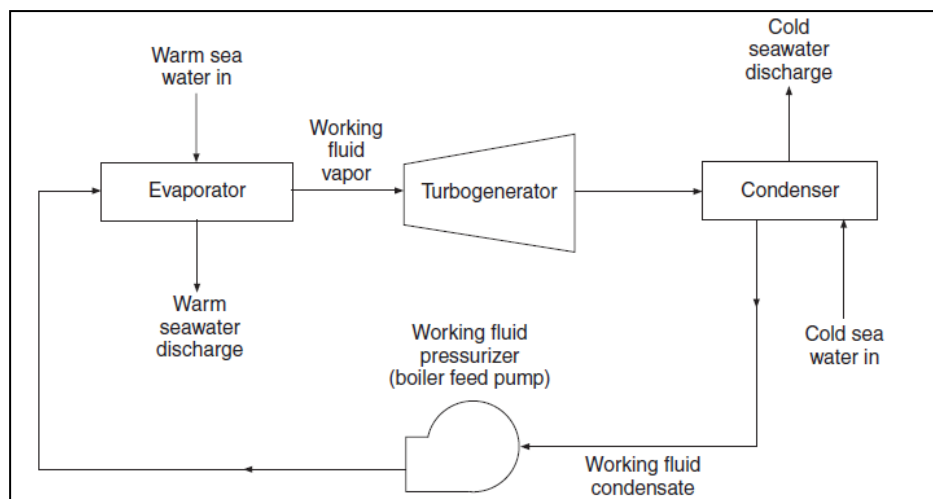 Warm sea
water in
Working
fluid
vapor
Cold
seawater
discharge
Evaporator
Turbogenerator
Condenser
Warm
seawater
discharge
Working fluid
pressurizer
(boiler feed pump)
Cold sea
water in
Working fluid
condensate